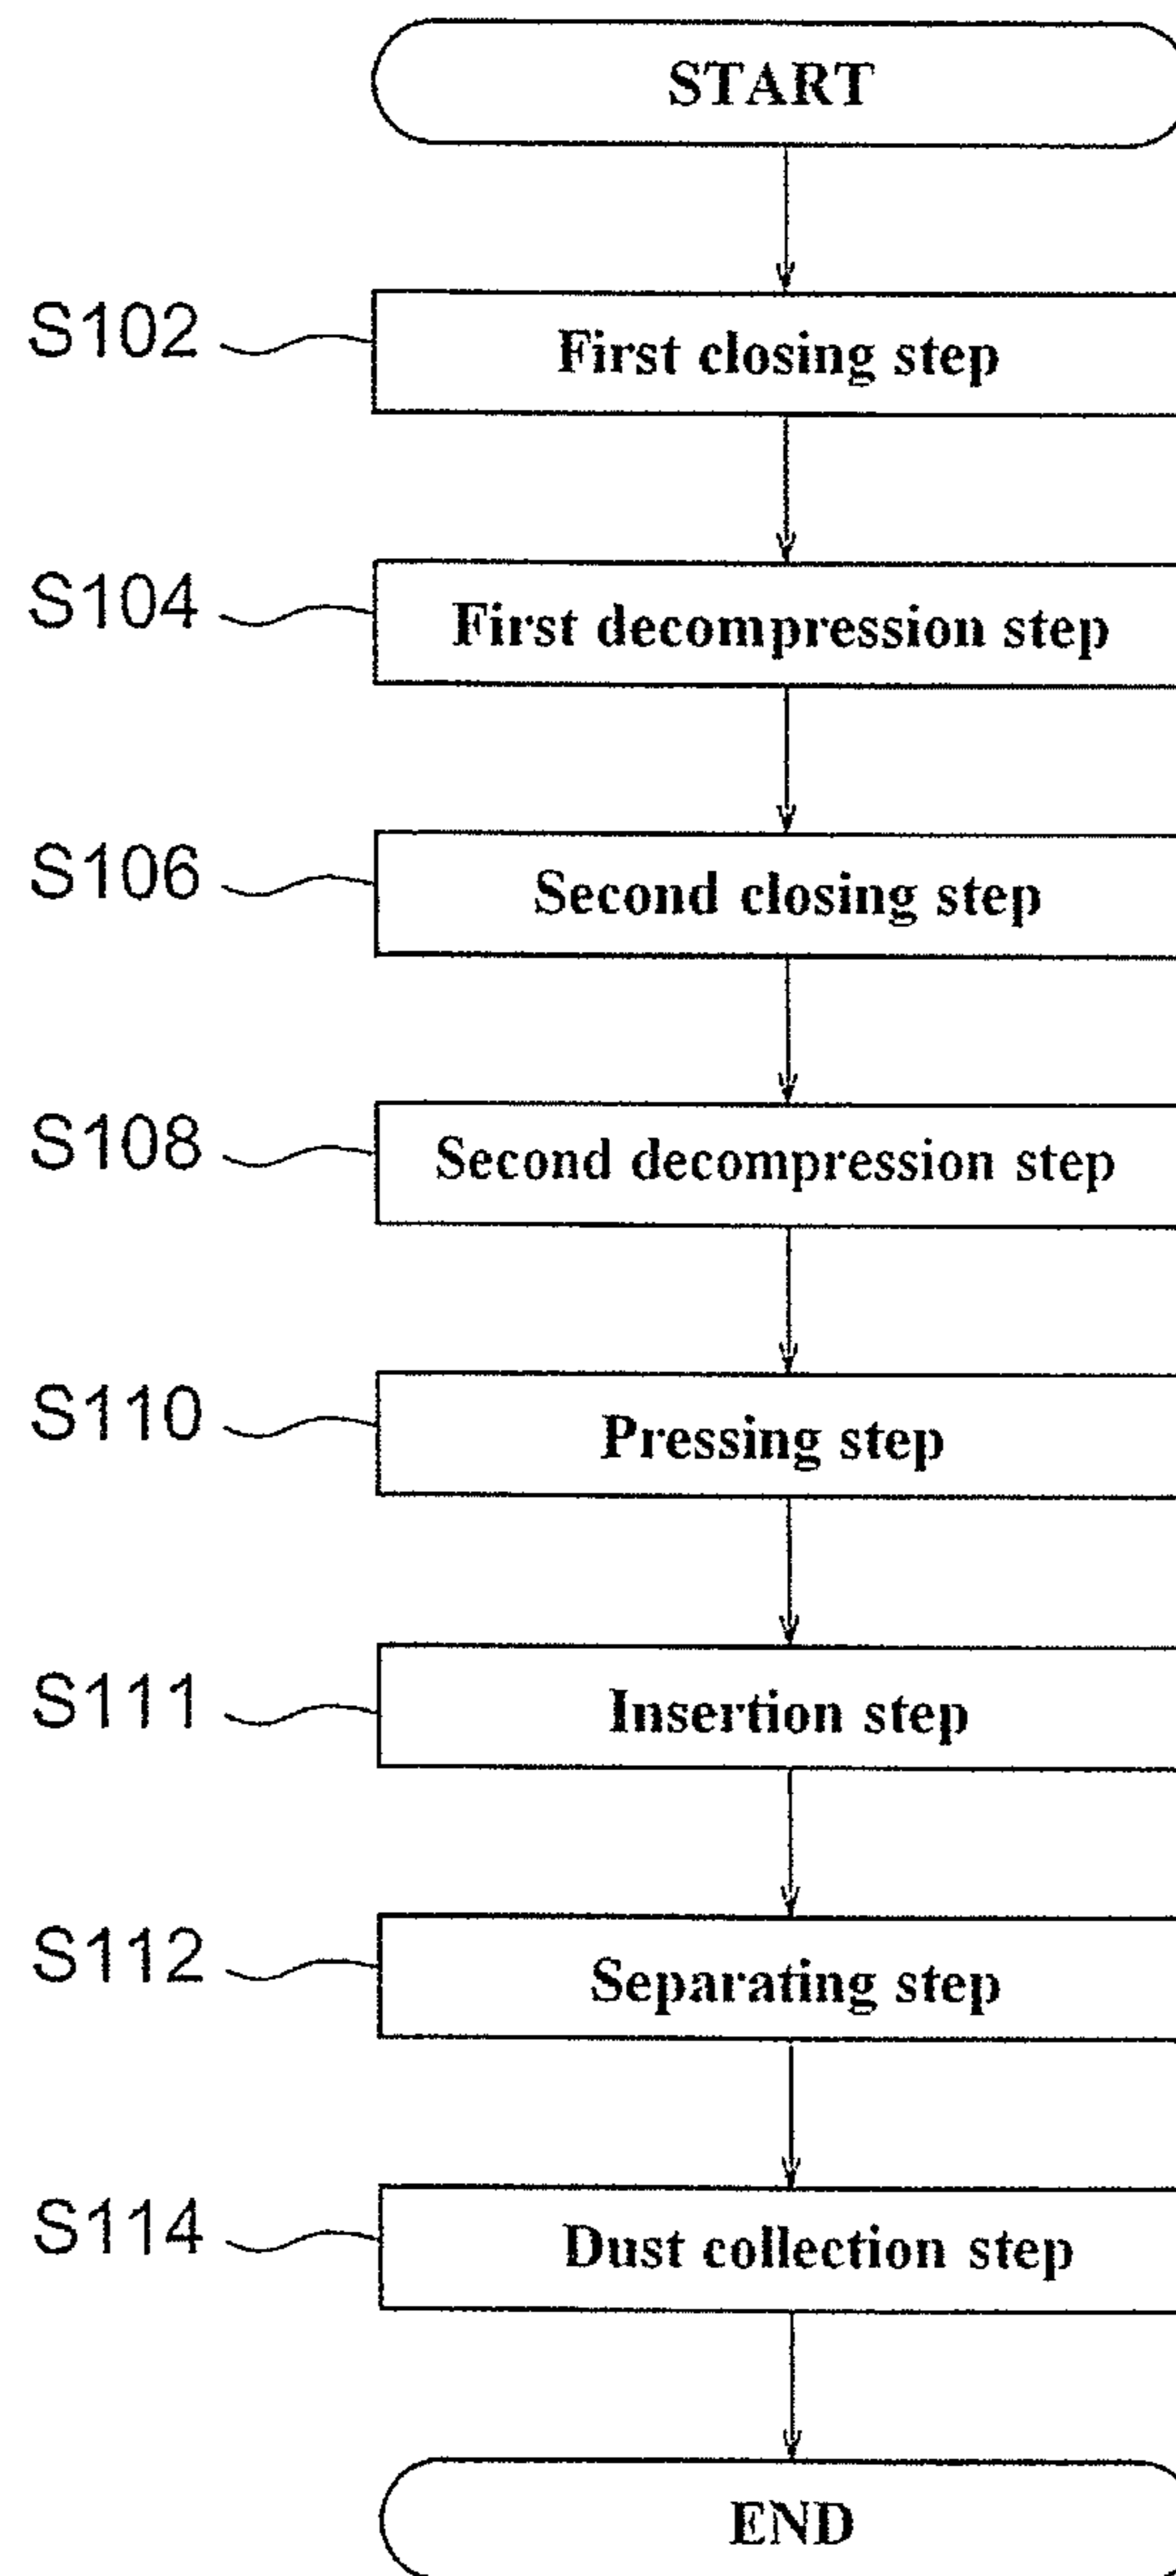 START
S102 First closing step
S104 First decompression step
S106 Second closing step
S108 Second decompression step
S110 Pressing step
S111 Insertion step
S112 Separating step
S114 Dust collection step
END